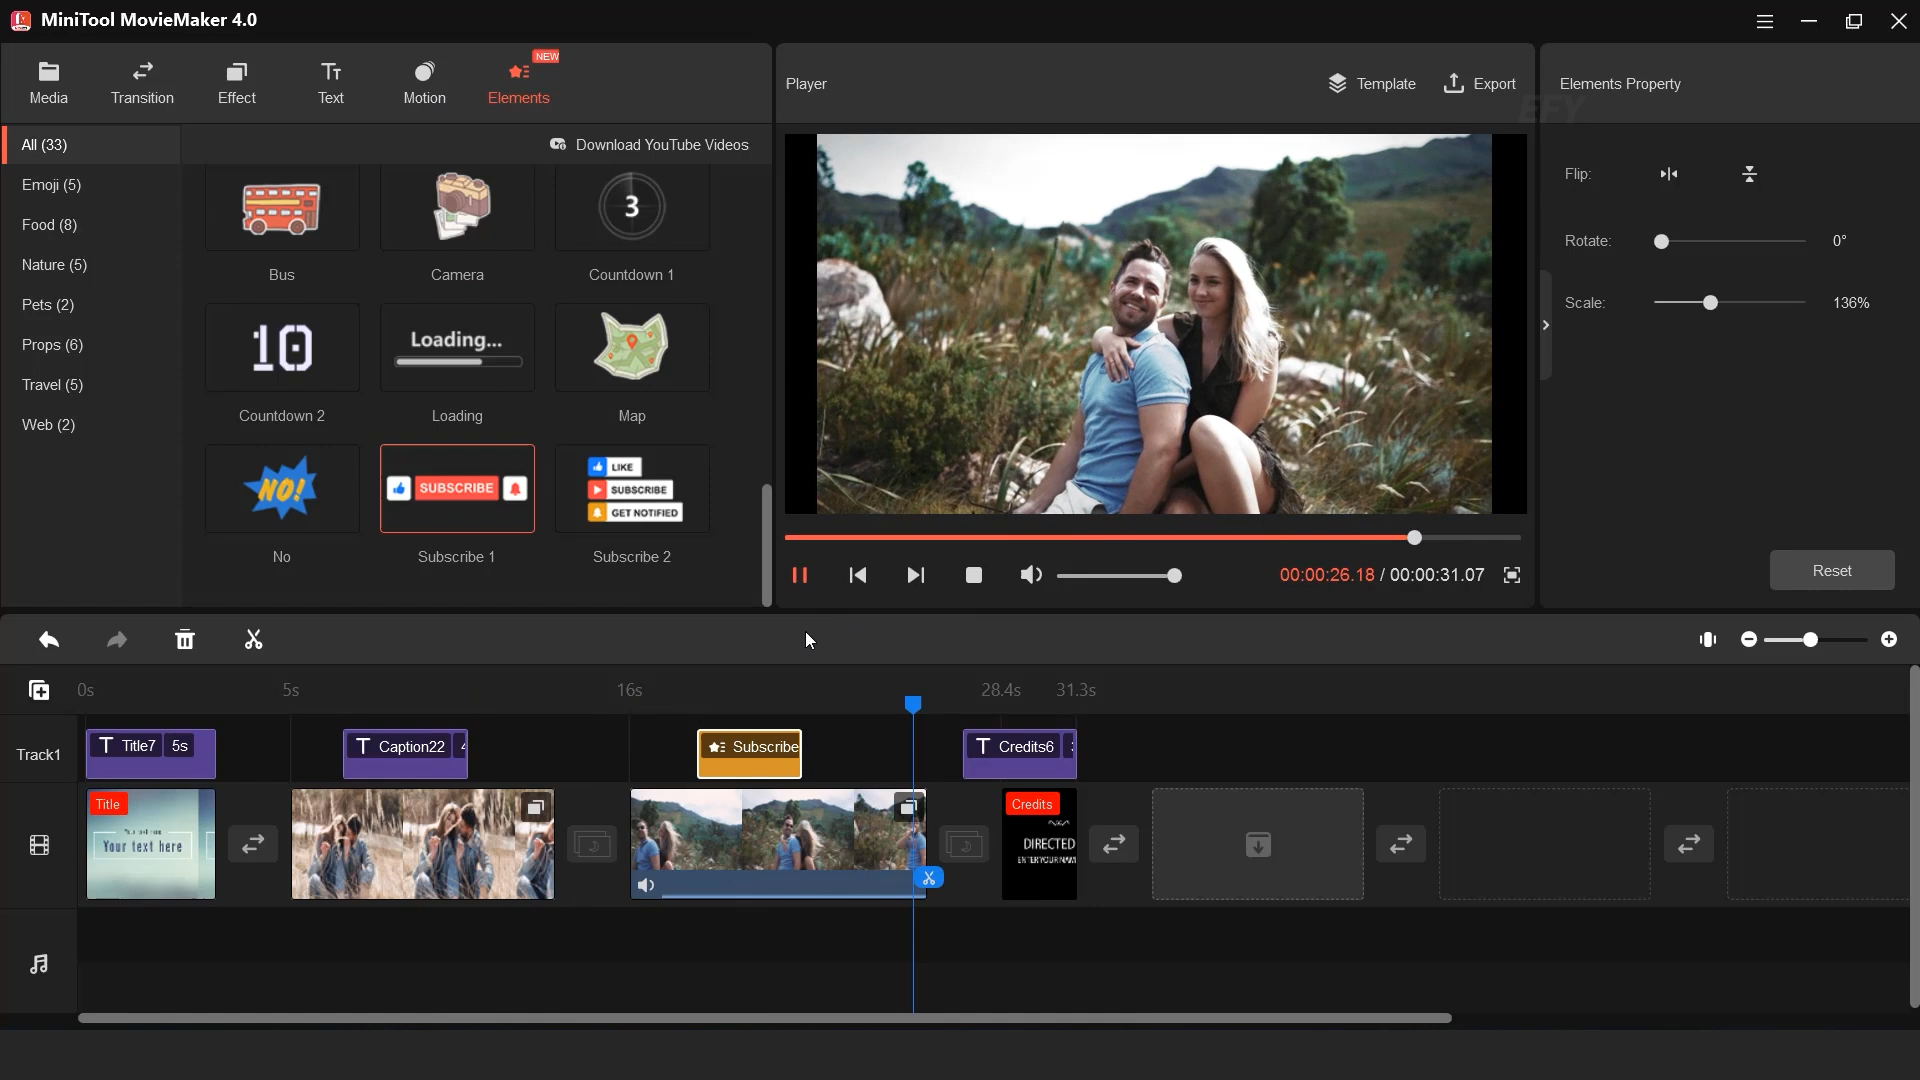 MiniTool MovieMaker 4.0
Media
Transition
Effect
Text
Motion
NEW
Elements
Player
Template
Export
Elements Property
EFY
All (33)
Download YouTube Videos
Emoji (5)
Food (8)
Nature (5)
Pets (2)
Props (6)
Travel (5)
Web (2)
3
Bus
Camera
Countdown 1
10
Loading...
Countdown 2
Loading
Map
NO!
SUBSCRIBE
LIKE
SUBSCRIBE
GET NOTIFIED
No
Subscribe 1
Subscribe 2
Flip:
Rotate:
0°
Scale:
136%
00:00:26.18 / 00:00:31.07
Reset
0s
5s
16s
28.4s
31.3s
Track1
Title7
5s
Caption22
Subscribe
Credits6
Title
Your text here
Credits
DIRECTED
ENTER YOUR NAM